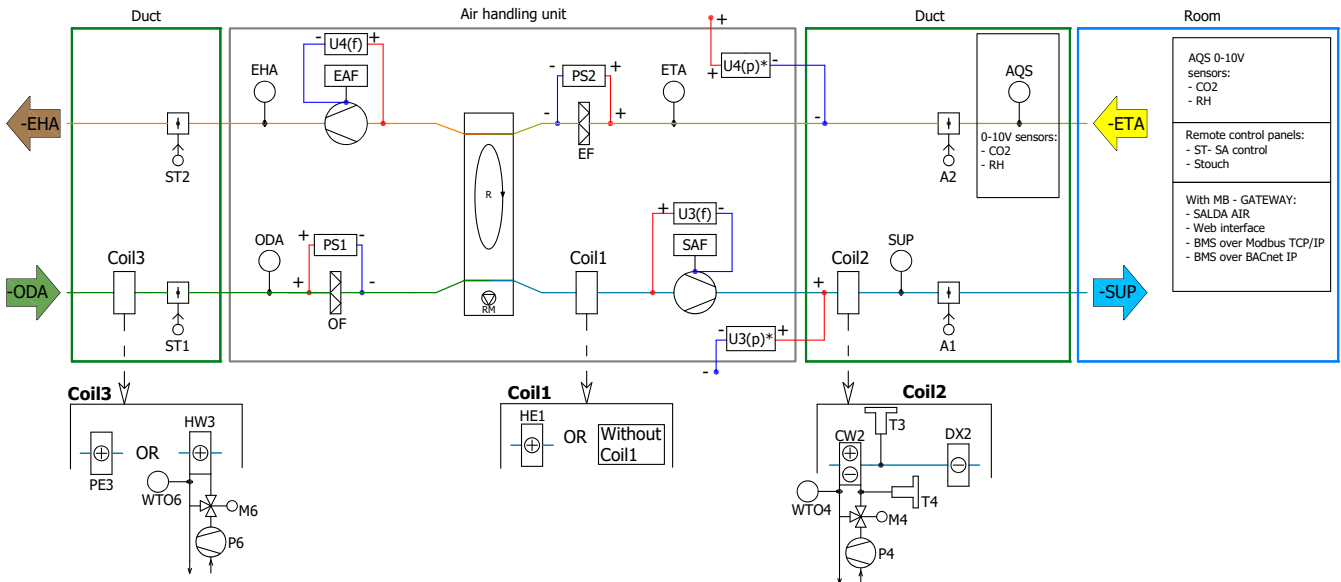 Duct
Air handling unit
Duct
Room
- U4(f) +
EHA
EAF
- PS2 +
- +
EF
ETA
+
+ U4(p)* -
-
AQS
0-10V sensors:
- CO2
- RH
AQS 0-10V
sensors:
- CO2
- RH
-EHA
ST2
R
A2
-ETA
Remote control panels:
- ST- SA control
- Stouch
With MB - GATEWAY:
- SALDA AIR
- Web interface
- BMS over Modbus TCP/IP
- BMS over BACnet IP
Coil3
ODA
+ PS1 -
+ -
OF
RM
Coil1
+ U3(f) -
SAF
+
Coil2
SUP
-ODA
ST1
- U3(p)* +
-
A1
-SUP
Coil3
HW3
OR
PE3
WTO6
M6
P6
Coil1
HE1
OR
Without
Coil1
Coil2
T3
CW2
DX2
WTO4
T4
M4
P4